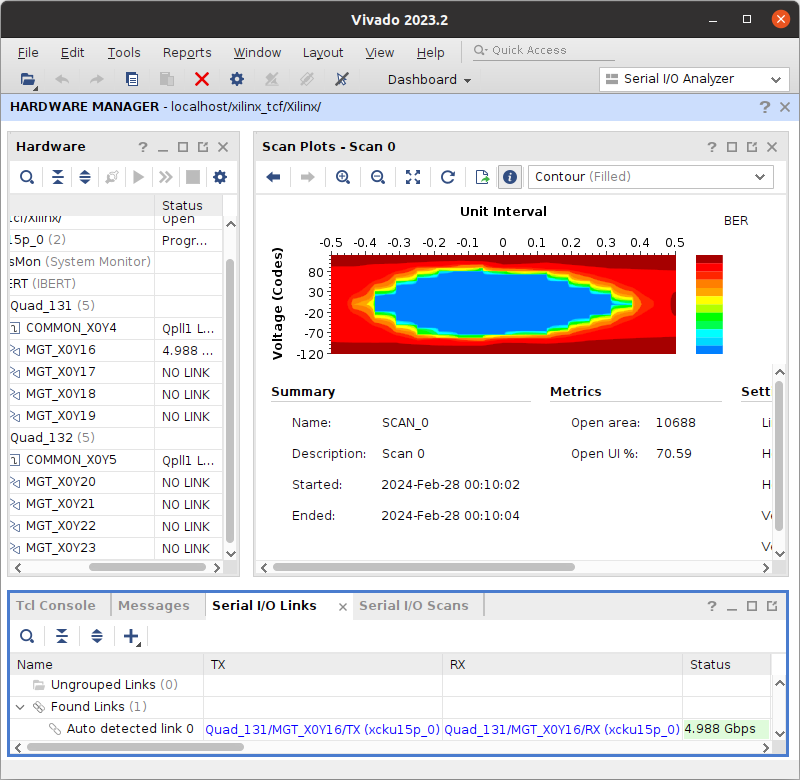 Vivado 2023.2
File Edit Tools Reports Window Layout View Help Quick Access
Dashboard Serial I/O Analyzer
HARDWARE MANAGER - localhost/xilinx_tcf/Xilinx/
Hardware
Status
Open
15p_0 (2) Progr...
sMon (System Monitor)
ERT (IBERT)
Quad_131 (5)
COMMON_X0Y4 Qpll1 L...
MGT_X0Y16 4.988 ...
MGT_X0Y17 NO LINK
MGT_X0Y18 NO LINK
MGT_X0Y19 NO LINK
Quad_132 (5)
COMMON_X0Y5 Qpll1 L...
MGT_X0Y20 NO LINK
MGT_X0Y21 NO LINK
MGT_X0Y22 NO LINK
MGT_X0Y23 NO LINK
Scan Plots - Scan 0
Contour (Filled)
Unit Interval
BER
-0.5 -0.4 -0.3 -0.2 -0.1 0 0.1 0.2 0.3 0.4 0.5
Voltage (Codes)
80
30
-20
-70
-120
Summary Metrics Sett
Name: SCAN_0 Open area: 10688 Li
Description: Scan 0 Open UI %: 70.59 H
Started: 2024-Feb-28 00:10:02 H
Ended: 2024-Feb-28 00:10:04
Tcl Console Messages Serial I/O Links Serial I/O Scans
Name TX RX Status
Ungrouped Links (0)
Found Links (1)
Auto detected link 0 Quad_131/MGT_X0Y16/TX (xcku15p_0) Quad_131/MGT_X0Y16/RX (xcku15p_0) 4.988 Gbps